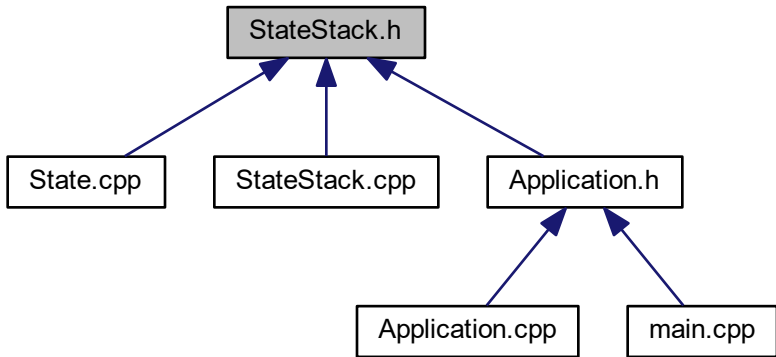 StateStack.h
State.cpp
StateStack.cpp
Application.h
Application.cpp
main.cpp